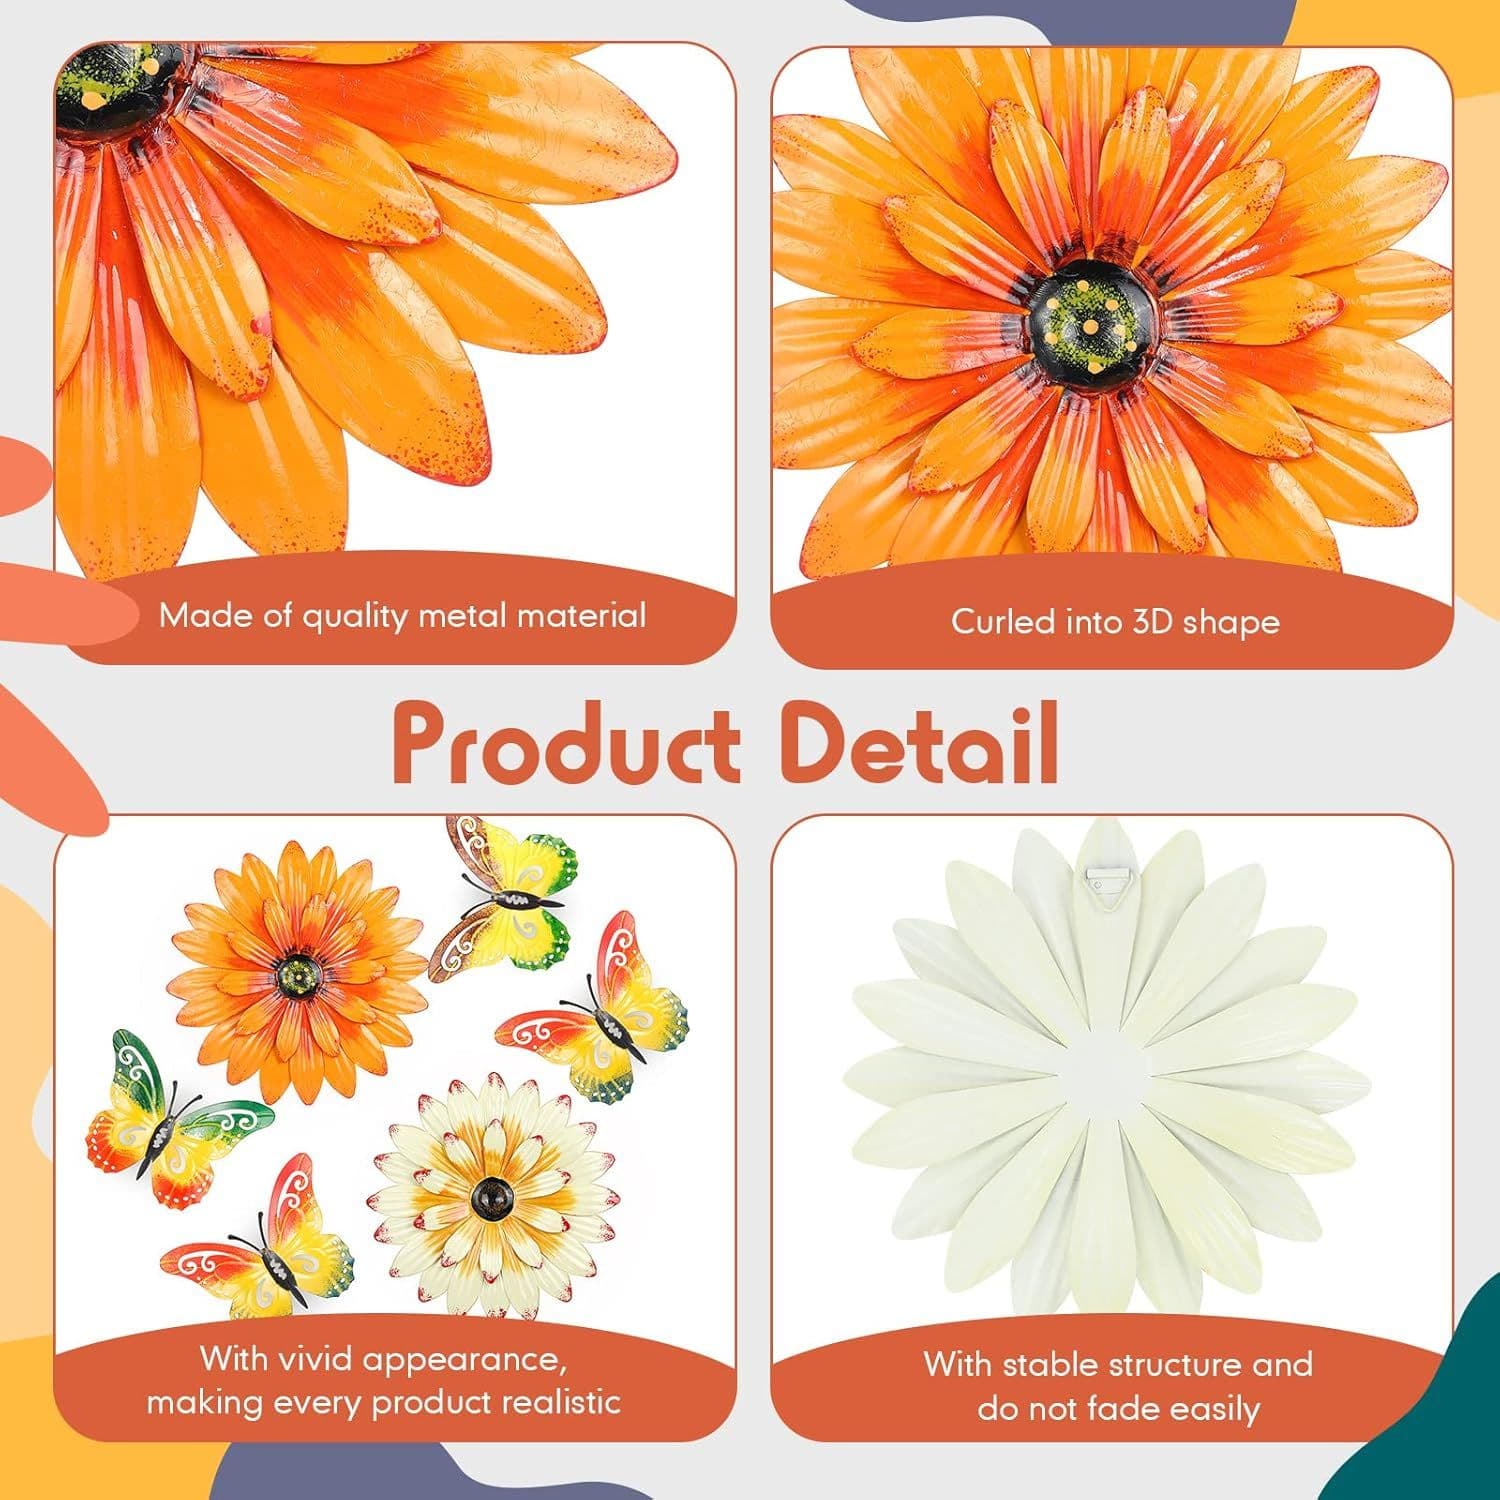 Made of quality metal material
Curled into 3D shape
Product Detail
With vivid appearance,
making every product realistic
With stable structure and
do not fade easily